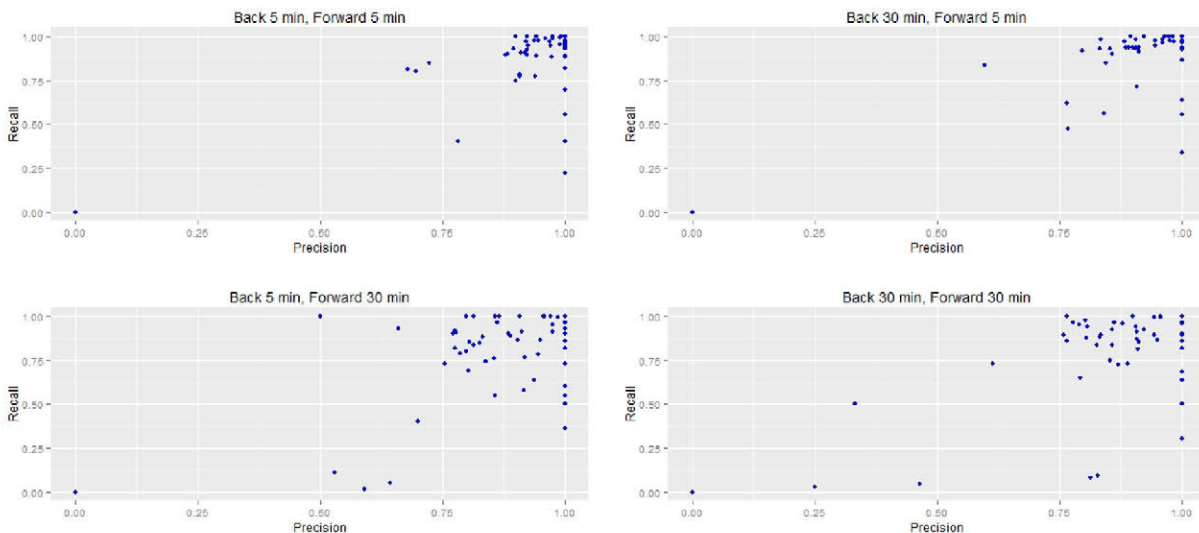 Back 5 min, Forward 5 min
1.00
0.75
0.50
0.25
0.00
Recall
0.00 0.25 0.50 0.75 1.00
Precision
Back 30 min, Forward 5 min
1.00
0.75
0.50
0.25
0.00
Recall
0.00 0.25 0.50 0.75 1.00
Precision
Back 5 min, Forward 30 min
1.00
0.75
0.50
0.25
0.00
Recall
0.00 0.25 0.50 0.75 1.00
Precision
Back 30 min, Forward 30 min
1.00
0.75
0.50
0.25
0.00
Recall
0.00 0.25 0.50 0.75 1.00
Precision